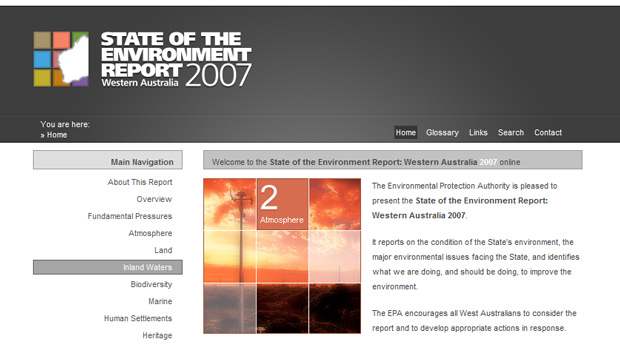 STATE OF THE
ENVIRONMENT
REPORT 2007
Western Australia
You are here:
» Home
Home Glossary Links Search Contact
Main Navigation
About This Report
Overview
Fundamental Pressures
Atmosphere
Land
Inland Waters
Biodiversity
Marine
Human Settlements
Heritage
Welcome to the State of the Environment Report: Western Australia 2007 online
2
Atmosphere
The Environmental Protection Authority is pleased to
present the State of the Environment Report:
Western Australia 2007.
It reports on the condition of the State's environment, the
major environmental issues facing the State, and identifies
what we are doing, and should be doing, to improve the
environment.
The EPA encourages all West Australians to consider the
report and to develop appropriate actions in response.